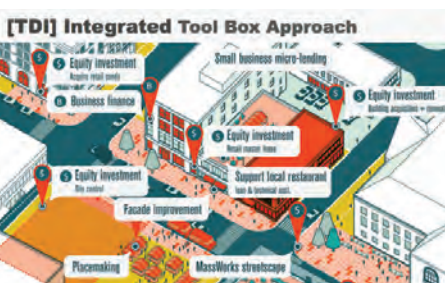 [TDI] Integrated Tool Box Approach
$ Equity investment
Acquire retail condo
Small business micro-lending
B Business finance
B
$ Equity investment
Building acquisition
$ Equity investment
Retail master lease
$ Equity investment
Site control
Support local restaurant
loan & technical asst.
Facade improvement
Placemaking
MassWorks streetscape